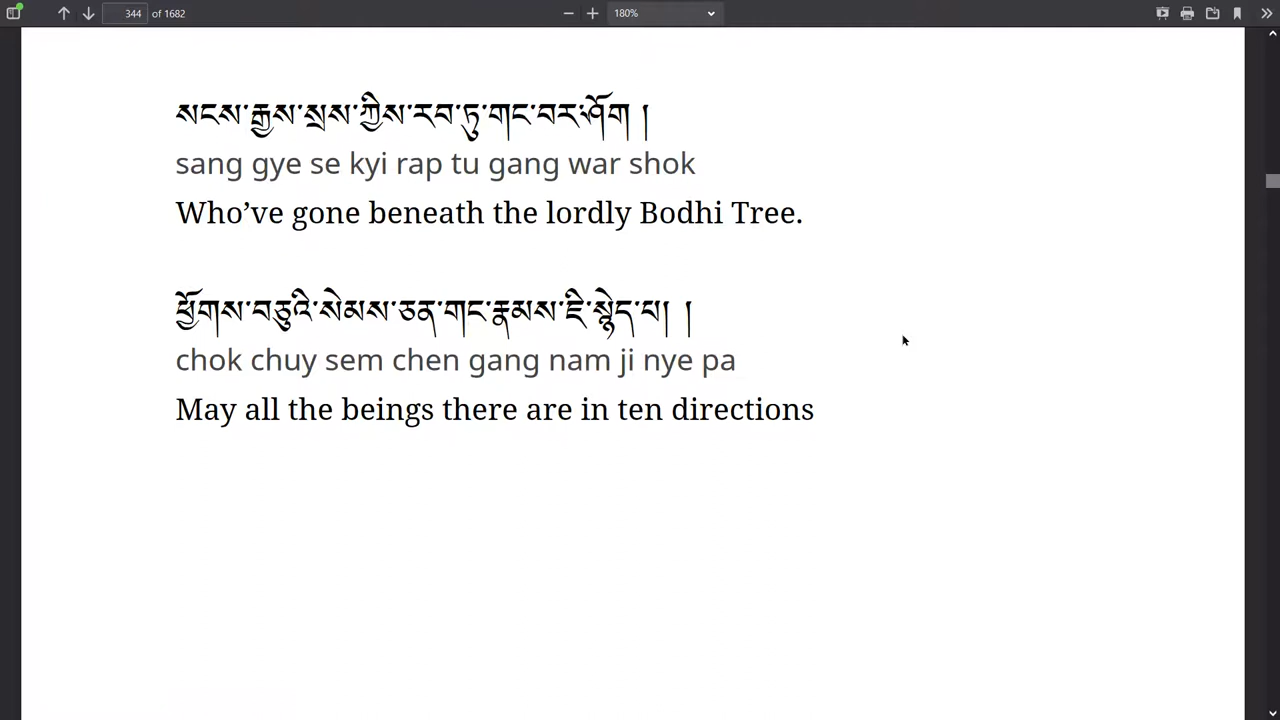 344 of 1682 180%
སངས་རྒྱས་སྲས་ཀྱིས་རབ་ཏུ་གང་བར་ཤོག །
sang gye se kyi rap tu gang war shok
Who’ve gone beneath the lordly Bodhi Tree.
ཕྱོགས་བཅུའི་སེམས་ཅན་གང་རྣམས་ཇི་སྙེད་པ། །
chok chuy sem chen gang nam ji nye pa
May all the beings there are in ten directions